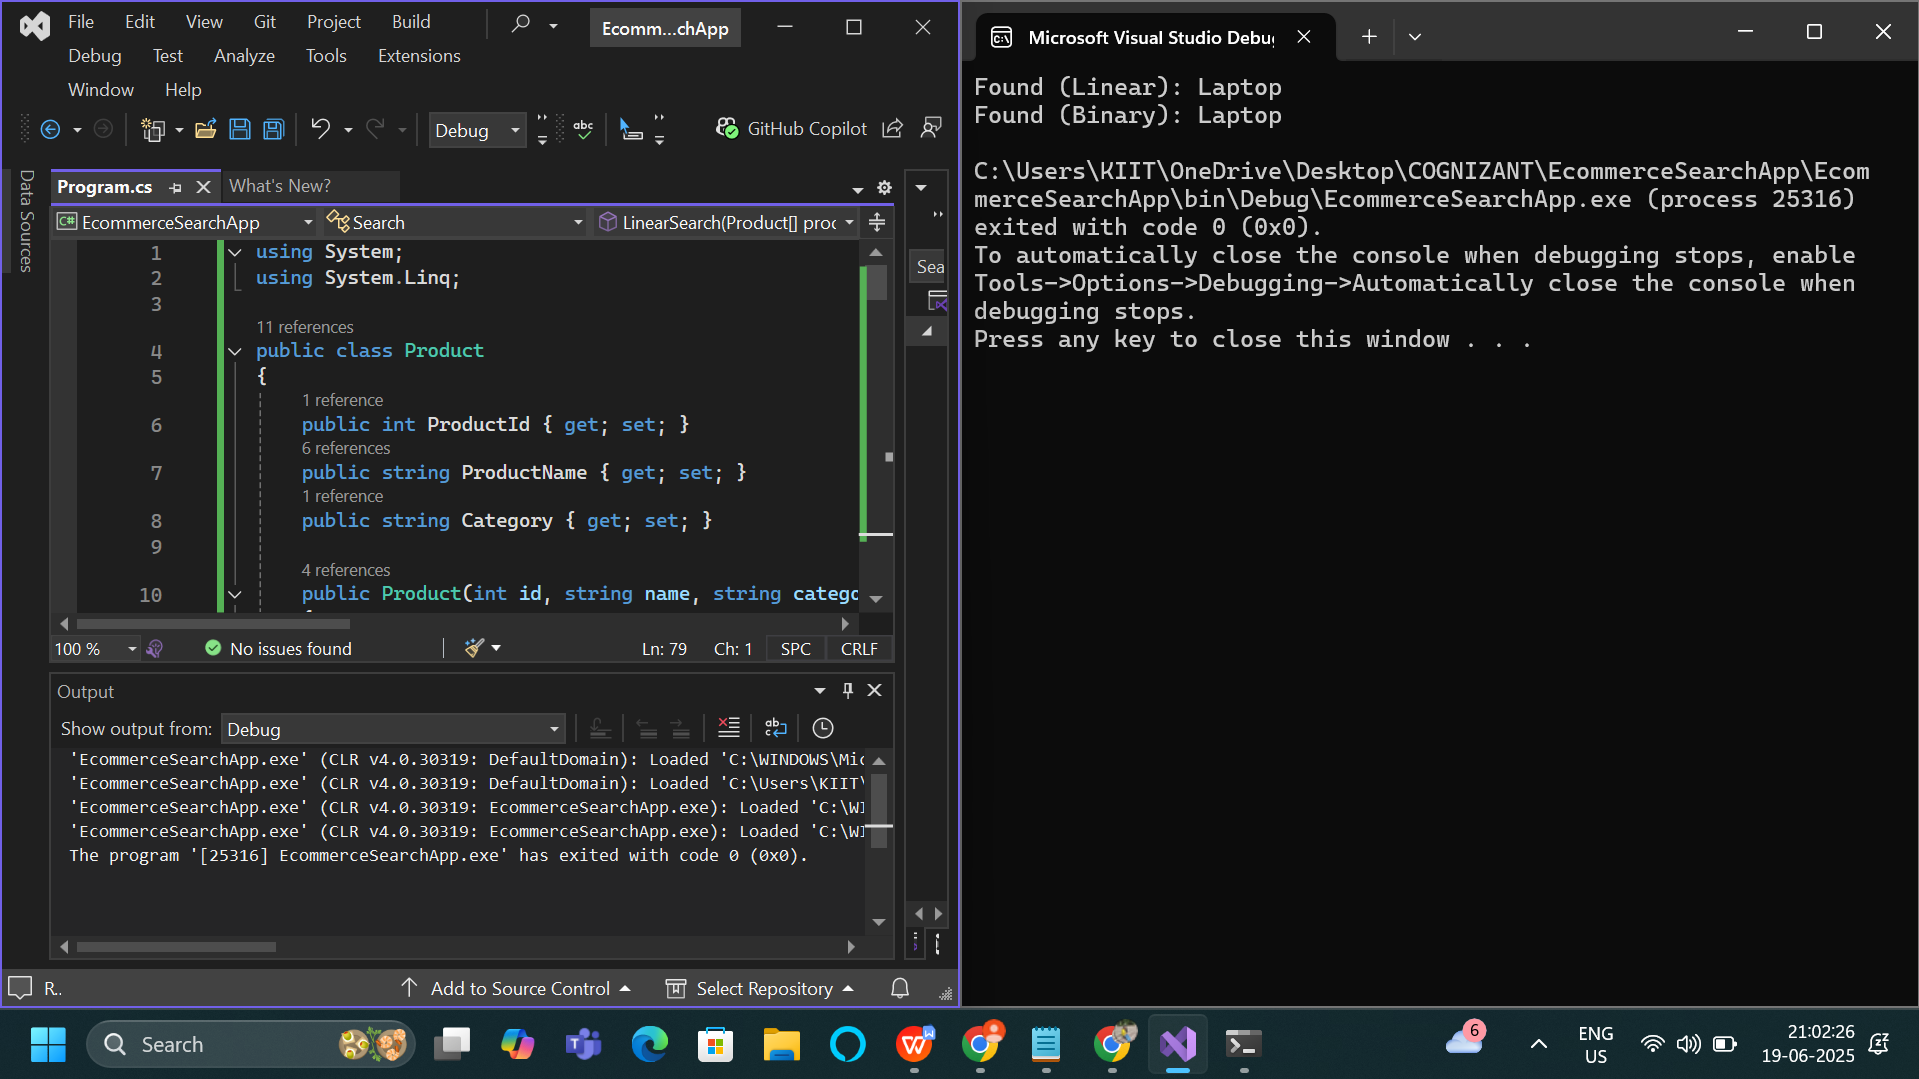 File Edit View Git Project Build
Ecomm...chApp
Debug Test Analyze Tools Extensions
Window Help
Debug
GitHub Copilot
Data Sources
Program.cs
What's New?
EcommerceSearchApp
Search
LinearSearch(Product[] proc
Sea
1 using System;
2 using System.Linq;
3
11 references
4 public class Product
5 {
1 reference
6 public int ProductId { get; set; }
6 references
7 public string ProductName { get; set; }
1 reference
8 public string Category { get; set; }
9
4 references
10 public Product(int id, string name, string catego
100 %
No issues found
Ln: 79 Ch: 1 SPC CRLF
Output
Show output from: Debug
'EcommerceSearchApp.exe' (CLR v4.0.30319: DefaultDomain): Loaded 'C:\WINDOWS\Mic
'EcommerceSearchApp.exe' (CLR v4.0.30319: DefaultDomain): Loaded 'C:\Users\KIIT\
'EcommerceSearchApp.exe' (CLR v4.0.30319: EcommerceSearchApp.exe): Loaded 'C:\WI
'EcommerceSearchApp.exe' (CLR v4.0.30319: EcommerceSearchApp.exe): Loaded 'C:\WI
The program '[25316] EcommerceSearchApp.exe' has exited with code 0 (0x0).
R..
Add to Source Control
Select Repository
Microsoft Visual Studio Debu
Found (Linear): Laptop
Found (Binary): Laptop
C:\Users\KIIT\OneDrive\Desktop\COGNIZANT\EcommerceSearchApp\Ecom
merceSearchApp\bin\Debug\EcommerceSearchApp.exe (process 25316)
exited with code 0 (0x0).
To automatically close the console when debugging stops, enable
Tools->Options->Debugging->Automatically close the console when
debugging stops.
Press any key to close this window . . .
Search
6
ENG
US
21:02:26
19-06-2025